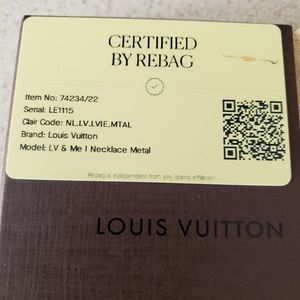 CERTIFIED
BY REBAG
Item No: 74234/22
Serial: LE1115
Clair Code: NL.LV.LVIE.MTAL
Brand: Louis Vuitton
Model: LV & Me I Necklace Metal
Rebag is independent from any brand affiliation.
LOUIS VUITTON